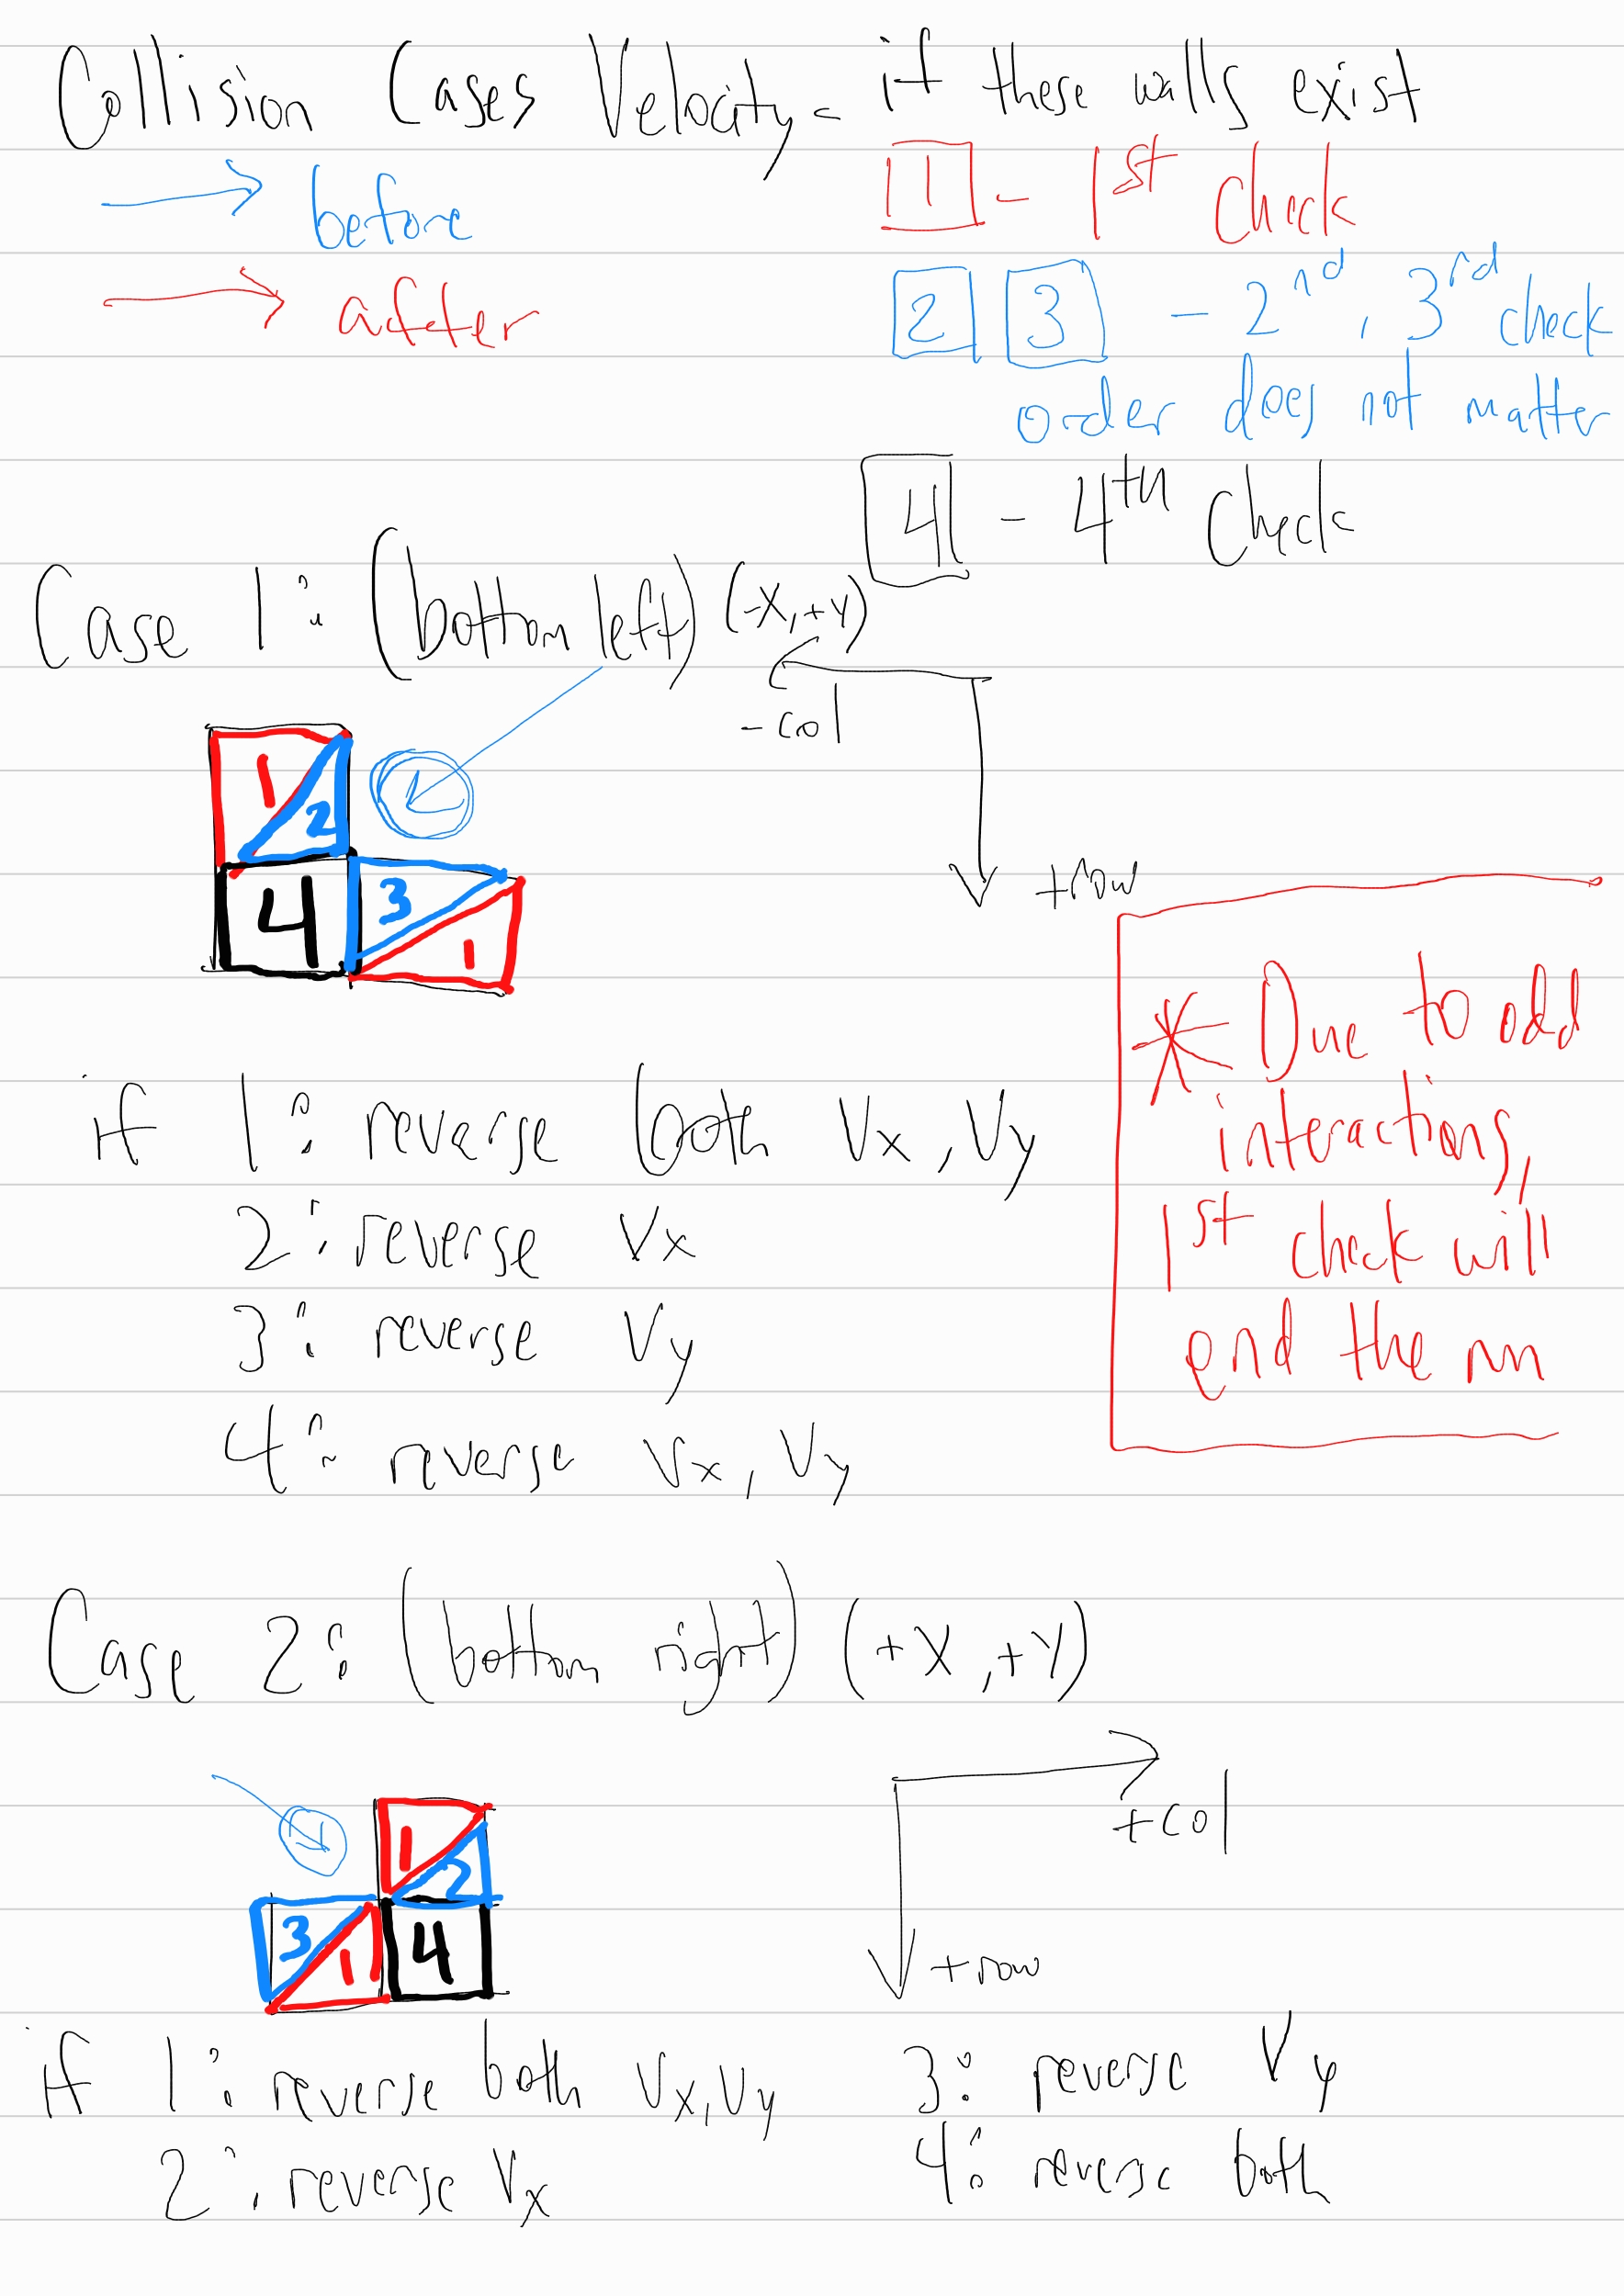 Collision Cases Velocity - if these walls exist
→ before
→ after
1 - 1st Check
2 3 - 2nd, 3rd check
order does not matter
4 - 4th Check
Case 1: (bottom left) (-X, +Y)
-col
+row
1 2
4 3 1
* Due to odd
interactions,
1st check will
end the run
if 1: reverse both Vx, Vy
2: reverse Vx
3: reverse Vy
4: reverse Vx, Vy
Case 2: (bottom right) (+X, +Y)
+col
+row
1 2
3 1 4
if 1: reverse both Vx, Vy
2: reverse Vx
3: reverse Vy
4: reverse both